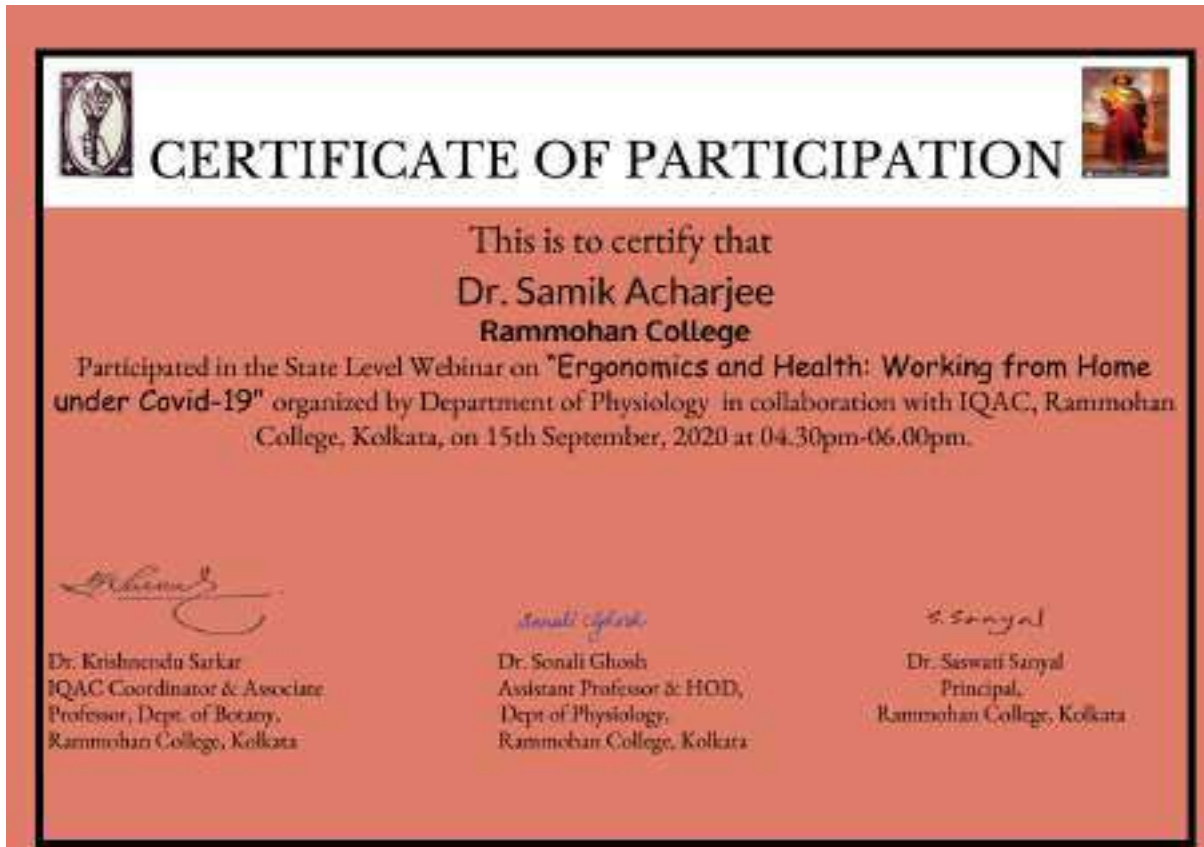 CERTIFICATE OF PARTICIPATION
This is to certify that
Dr. Samik Acharjee
Rammohan College
Participated in the State Level Webinar on "Ergonomics and Health: Working from Home
under Covid-19" organized by Department of Physiology in collaboration with IQAC, Rammohan
College, Kolkata, on 15th September, 2020 at 04.30pm-06.00pm.
Sonali Ghosh
S. Sanyal
Dr. Krishnendu Sarkar
IQAC Coordinator & Associate
Professor, Dept. of Botany,
Rammohan College, Kolkata
Dr. Sonali Ghosh
Assistant Professor & HOD,
Dept of Physiology,
Rammohan College, Kolkata
Dr. Saswati Sanyal
Principal,
Rammohan College, Kolkata